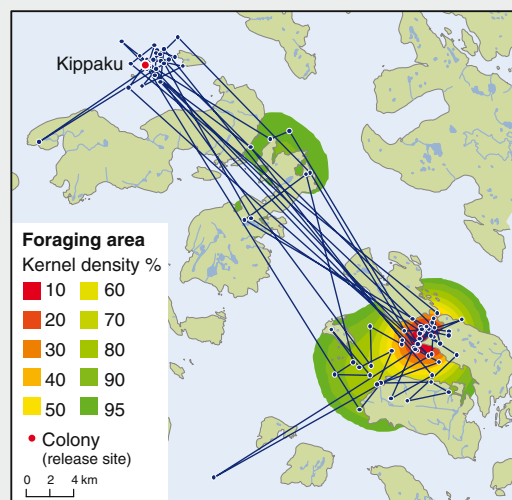 Kippaku
Foraging area
Kernel density %
10 60
20 70
30 80
40 90
50 95
Colony
(release site)
0 2 4 km